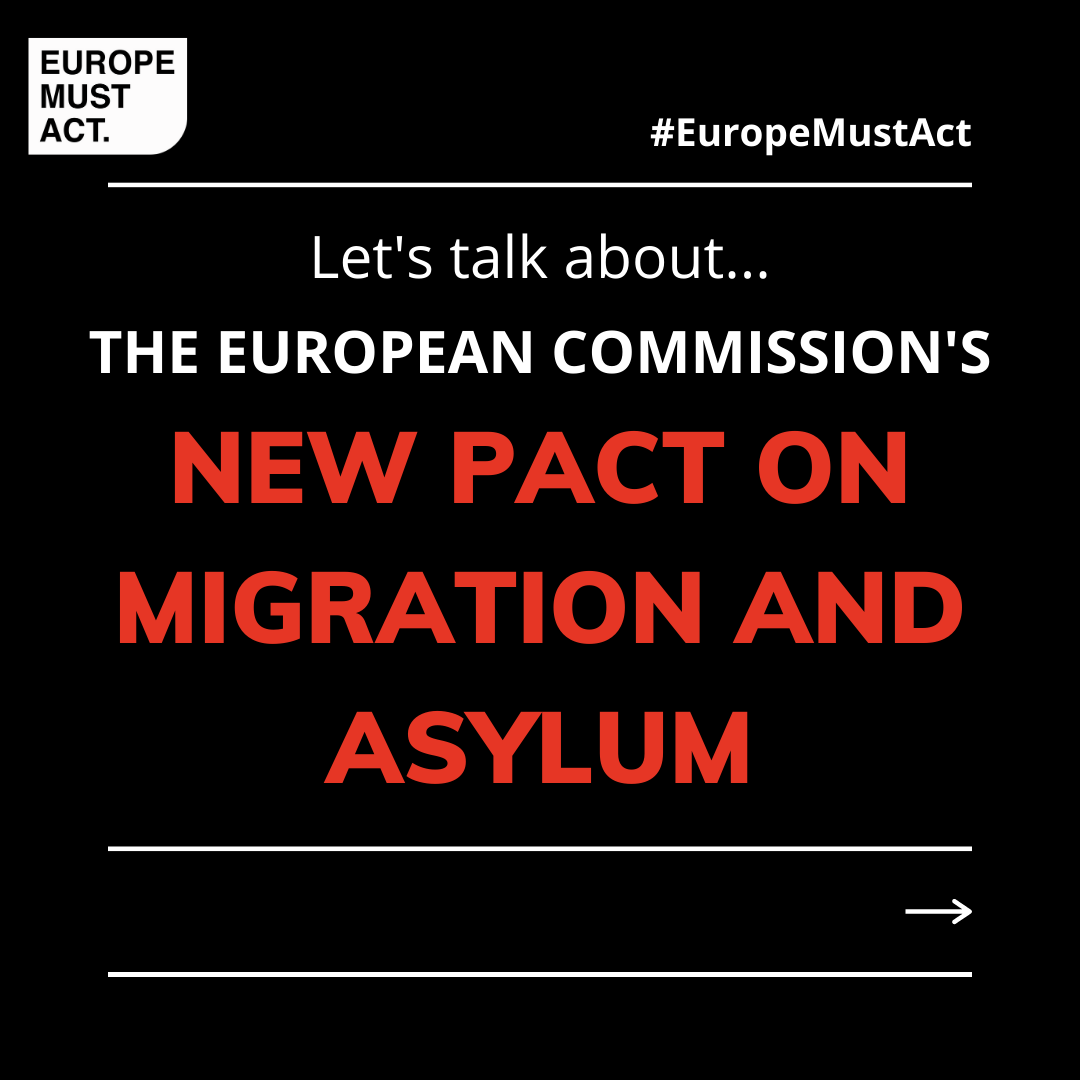 EUROPE
MUST
ACT.
#EuropeMustAct
Let's talk about...
THE EUROPEAN COMMISSION'S
NEW PACT ON
MIGRATION AND
ASYLUM